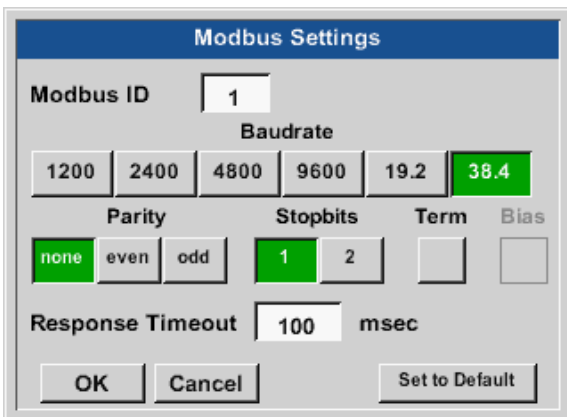 Modbus Settings
Modbus ID 1
Baudrate
1200 2400 4800 9600 19.2 38.4
Parity Stopbits Term Bias
none even odd 1 2
Response Timeout 100 msec
OK Cancel Set to Default